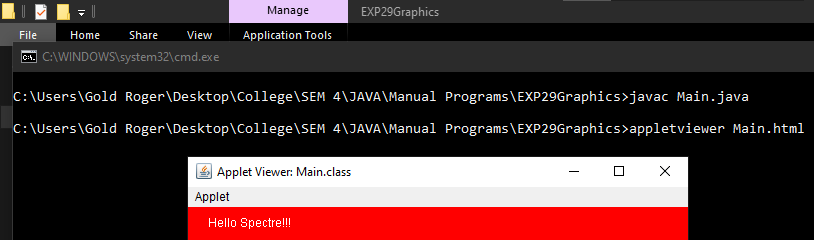 Manage
EXP29Graphics
File
Home
Share
View
Application Tools
C:\WINDOWS\system32\cmd.exe
C:\Users\Gold Roger\Desktop\College\SEM 4\JAVA\Manual Programs\EXP29Graphics>javac Main.java
C:\Users\Gold Roger\Desktop\College\SEM 4\JAVA\Manual Programs\EXP29Graphics>appletviewer Main.html
Applet Viewer: Main.class
Applet
Hello Spectre!!!